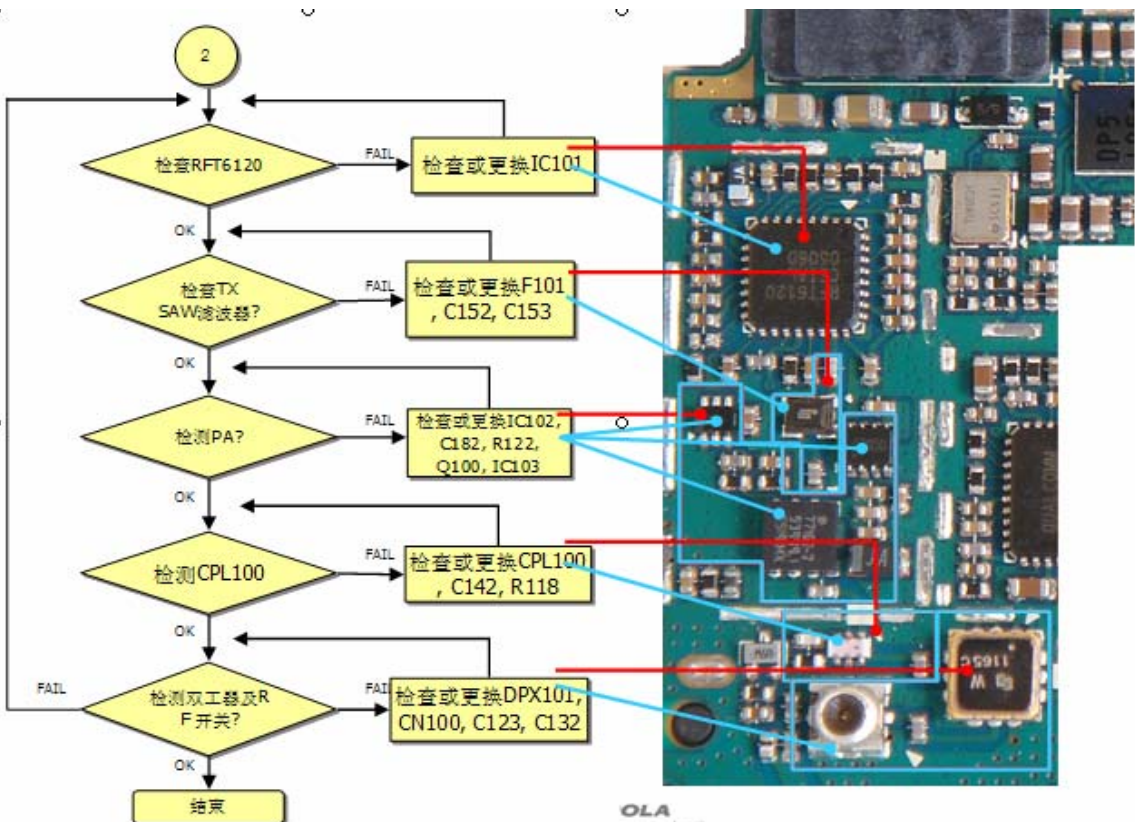 2
检查RFT6120
FAIL
检查或更换IC101
OK
检查TX
SAW滤波器?
FAIL
检查或更换F101
, C152, C153
OK
检测PA?
FAIL
检查或更换IC102,
C182, R122,
Q100, IC103
OK
检测CPL100
FAIL
检查或更换CPL100
, C142, R118
OK
FAIL
检测双工器及R
F开关?
FAIL
检查或更换DPX101,
CN100, C123, C132
OK
结束
DP5
RFT6120
QUALCOMM
1165C
W
OLA